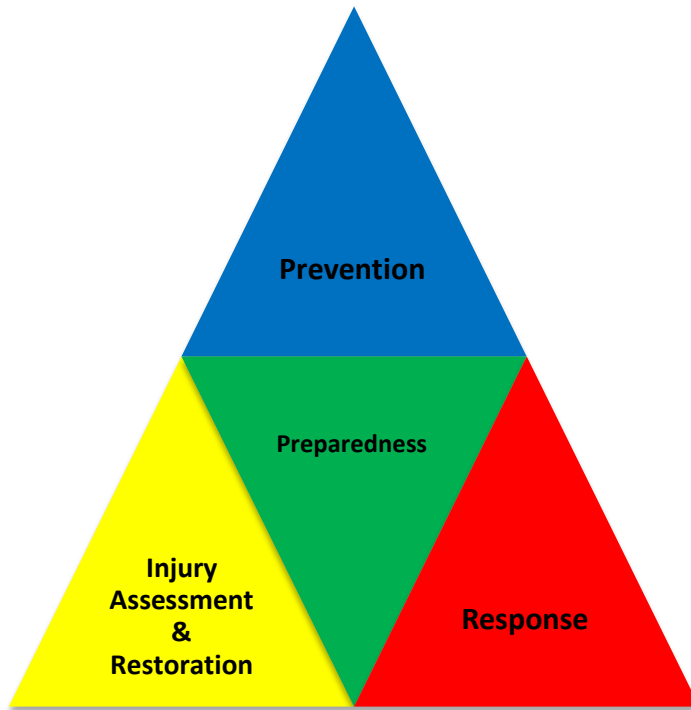 Prevention
Preparedness
Injury
Assessment
&
Restoration
Response